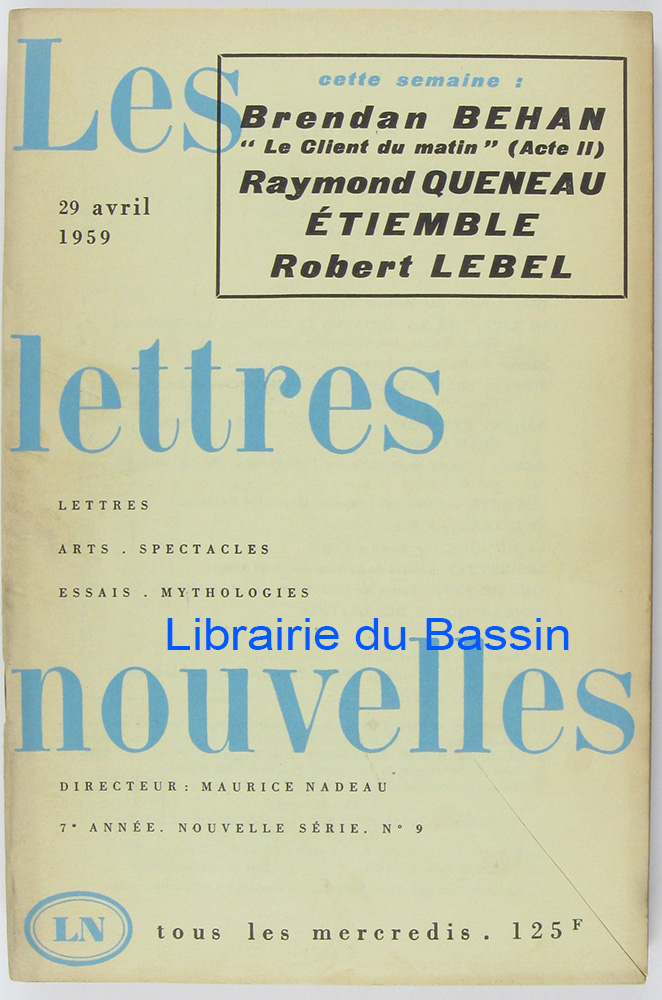 Les
cette semaine :
Brendan BEHAN
“ Le Client du matin ” (Acte II)
Raymond QUENEAU
ÉTIEMBLE
Robert LEBEL
29 avril
1959
lettres
LETTRES
ARTS . SPECTACLES
ESSAIS . MYTHOLOGIES
Librairie du Bassin
nouvelles
DIRECTEUR : MAURICE NADEAU
7e ANNÉE. NOUVELLE SÉRIE. N° 9
LN
tous les mercredis . 125 F